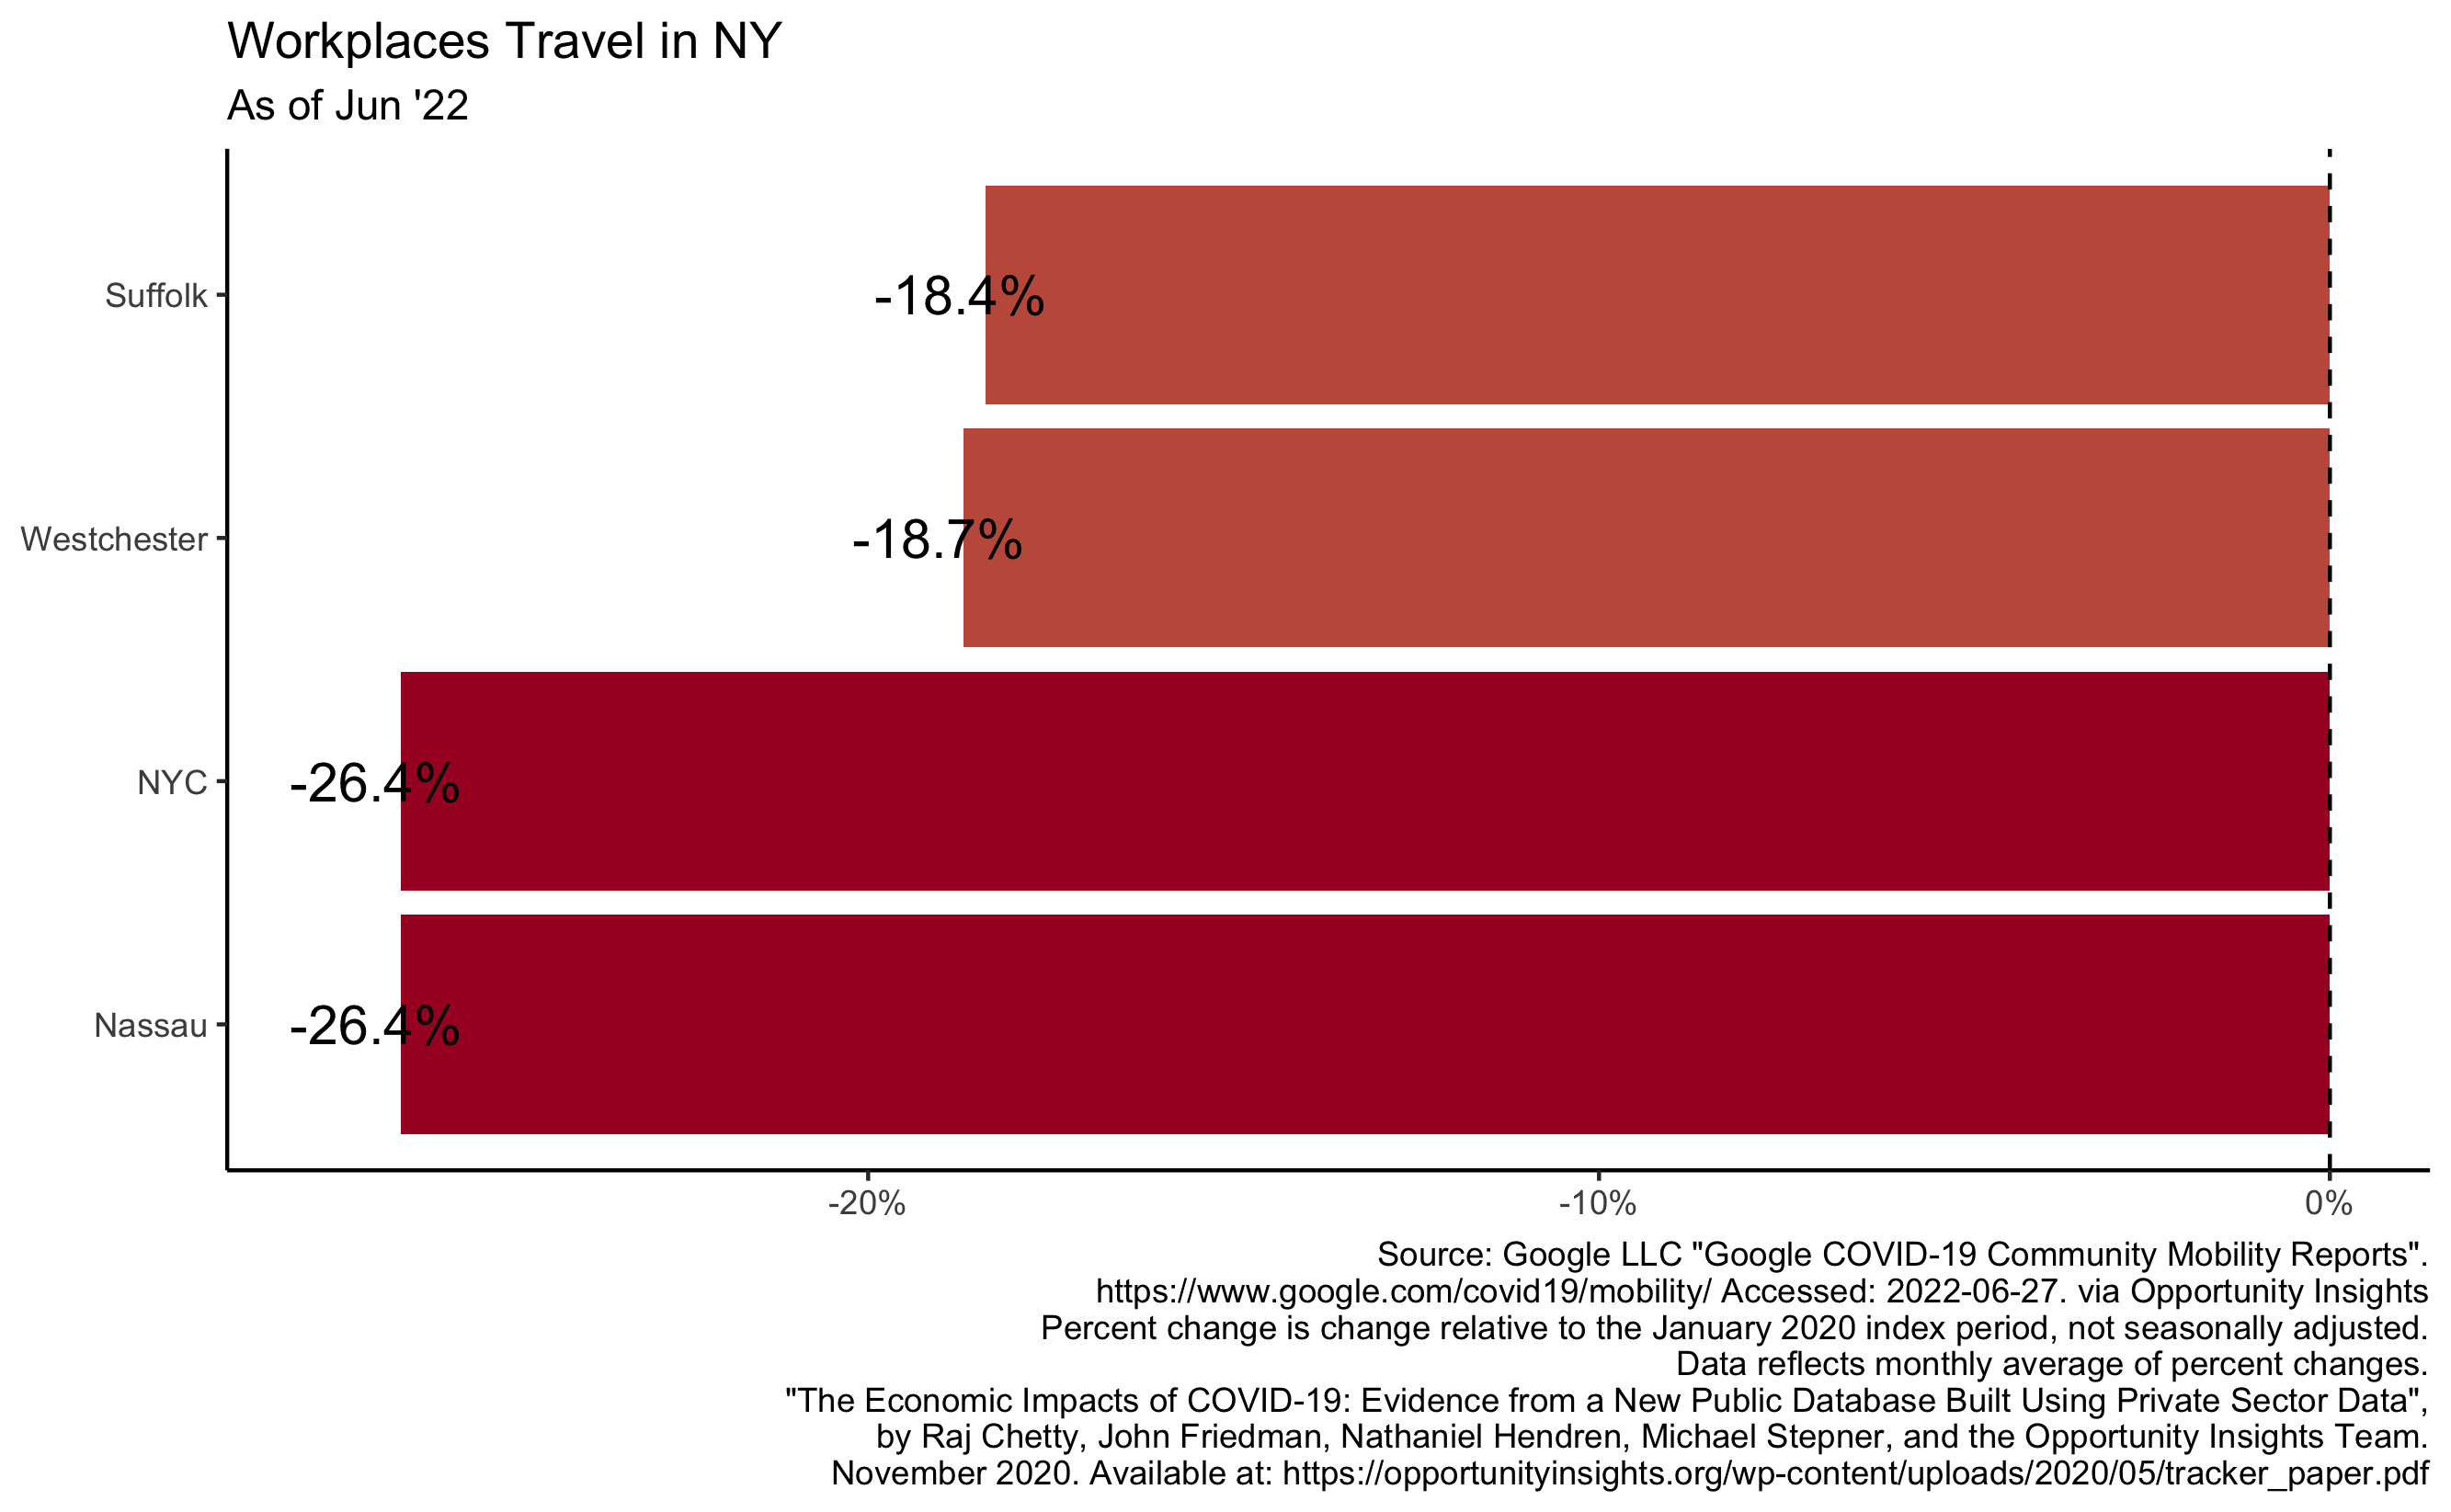 Workplaces Travel in NY
As of Jun '22
Suffolk
-18.4%
Westchester
-18.7%
NYC
-26.4%
Nassau
-26.4%
-20%
-10%
0%
Source: Google LLC "Google COVID-19 Community Mobility Reports".
https://www.google.com/covid19/mobility/ Accessed: 2022-06-27. via Opportunity Insights
Percent change is change relative to the January 2020 index period, not seasonally adjusted.
Data reflects monthly average of percent changes.
"The Economic Impacts of COVID-19: Evidence from a New Public Database Built Using Private Sector Data",
by Raj Chetty, John Friedman, Nathaniel Hendren, Michael Stepner, and the Opportunity Insights Team.
November 2020. Available at: https://opportunityinsights.org/wp-content/uploads/2020/05/tracker_paper.pdf